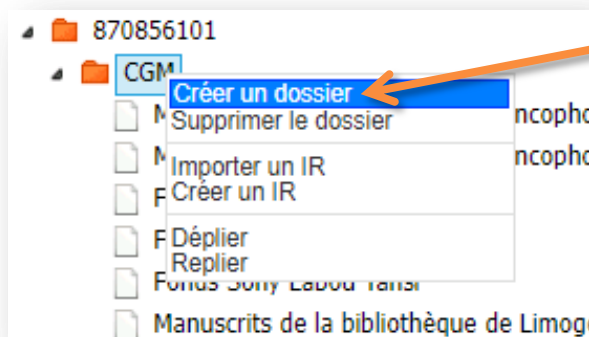 870856101
CGM
Créer un dossier
Supprimer le dossier
Importer un IR
Créer un IR
Déplier
Replier
Fonds Sony Labou Tansi
Manuscrits de la bibliothèque de Limog